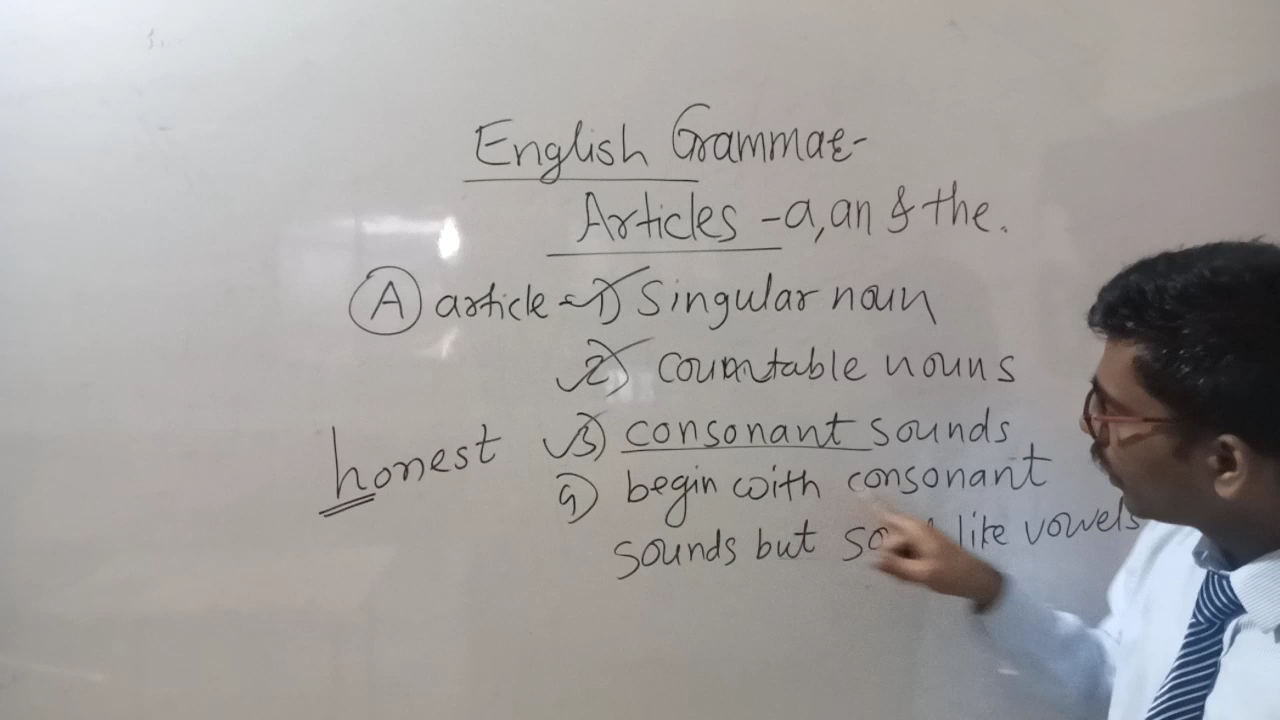 English Grammar-
Articles - a, an & the.
A article = 1) Singular noun
2) countable nouns
honest 3) consonant sounds
4) begin with consonant
sounds but like vowels